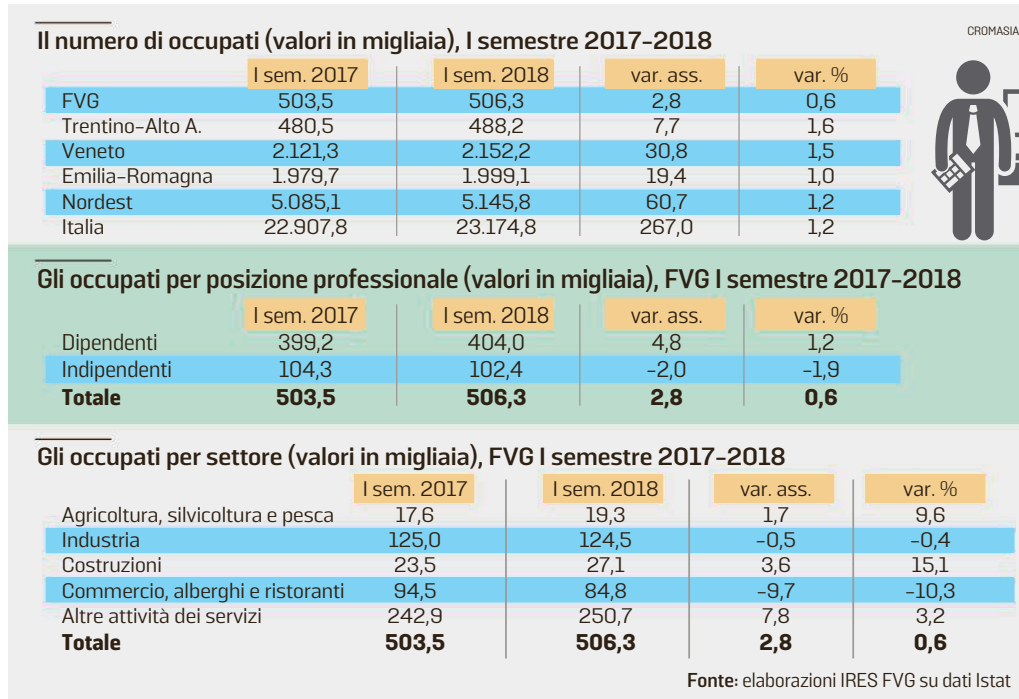 CROMASIA
Il numero di occupati (valori in migliaia), I semestre 2017-2018
I sem. 2017 I sem. 2018 var. ass. var. %
FVG 503,5 506,3 2,8 0,6
Trentino-Alto A. 480,5 488,2 7,7 1,6
Veneto 2.121,3 2.152,2 30,8 1,5
Emilia-Romagna 1.979,7 1.999,1 19,4 1,0
Nordest 5.085,1 5.145,8 60,7 1,2
Italia 22.907,8 23.174,8 267,0 1,2
Gli occupati per posizione professionale (valori in migliaia), FVG I semestre 2017-2018
I sem. 2017 I sem. 2018 var. ass. var. %
Dipendenti 399,2 404,0 4,8 1,2
Indipendenti 104,3 102,4 -2,0 -1,9
Totale 503,5 506,3 2,8 0,6
Gli occupati per settore (valori in migliaia), FVG I semestre 2017-2018
I sem. 2017 I sem. 2018 var. ass. var. %
Agricoltura, silvicoltura e pesca 17,6 19,3 1,7 9,6
Industria 125,0 124,5 -0,5 -0,4
Costruzioni 23,5 27,1 3,6 15,1
Commercio, alberghi e ristoranti 94,5 84,8 -9,7 -10,3
Altre attività dei servizi 242,9 250,7 7,8 3,2
Totale 503,5 506,3 2,8 0,6
Fonte: elaborazioni IRES FVG su dati Istat